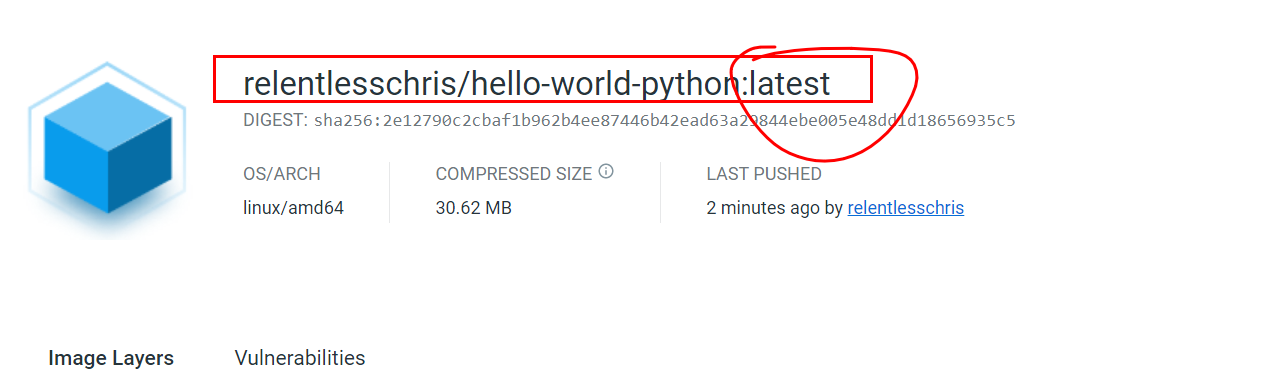 relentlesschris/hello-world-python:latest
DIGEST: sha256:2e12790c2cbaf1b962b4ee87446b42ead63a29844ebe005e48dd1d18656935c5
OS/ARCH COMPRESSED SIZE LAST PUSHED
linux/amd64 30.62 MB 2 minutes ago by relentlesschris
Image Layers Vulnerabilities